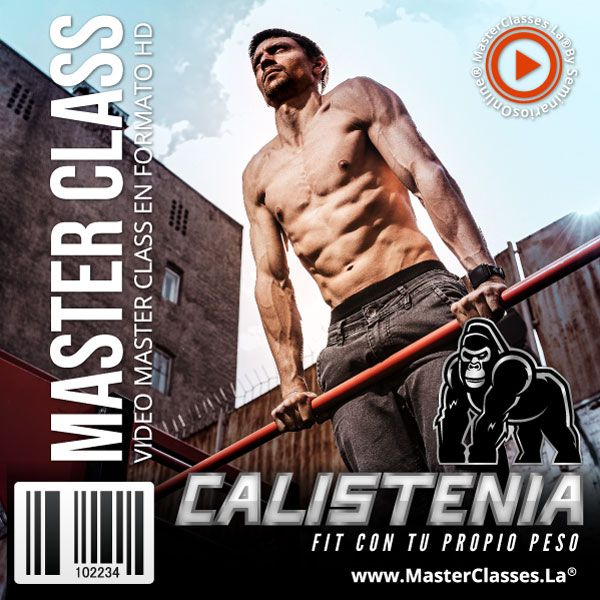 MASTER CLASS
VIDEO MASTER CLASS EN FORMATO HD
MasterClasses.La® By SeminariosOnline®
102234
CALISTENIA
FIT CON TU PROPIO PESO
www.MasterClasses.La®